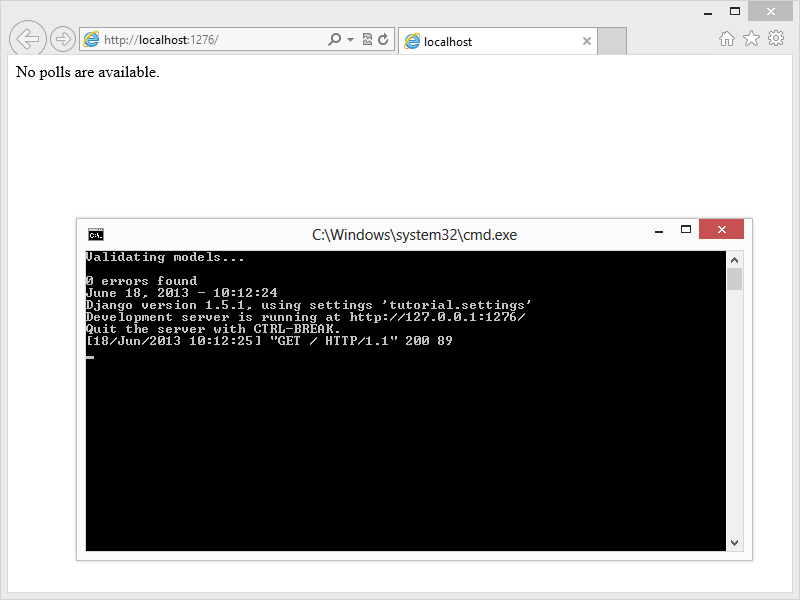 http://localhost:1276/
localhost
No polls are available.
C:\Windows\system32\cmd.exe
Validating models...
0 errors found
June 18, 2013 - 10:12:24
Django version 1.5.1, using settings 'tutorial.settings'
Development server is running at http://127.0.0.1:1276/
Quit the server with CTRL-BREAK.
[18/Jun/2013 10:12:25] "GET / HTTP/1.1" 200 89